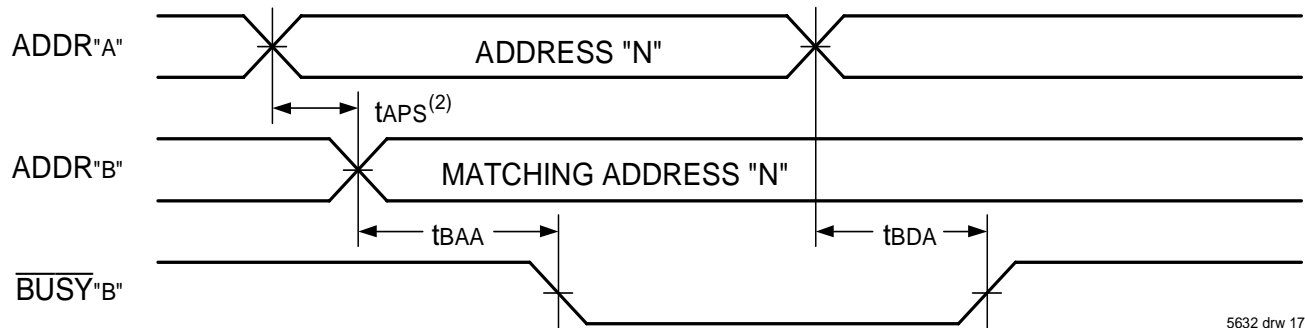 ADDR"A"
ADDRESS "N"
tAPS(2)
ADDR"B"
MATCHING ADDRESS "N"
tBAA
tBDA
BUSY"B"
5632 drw 17